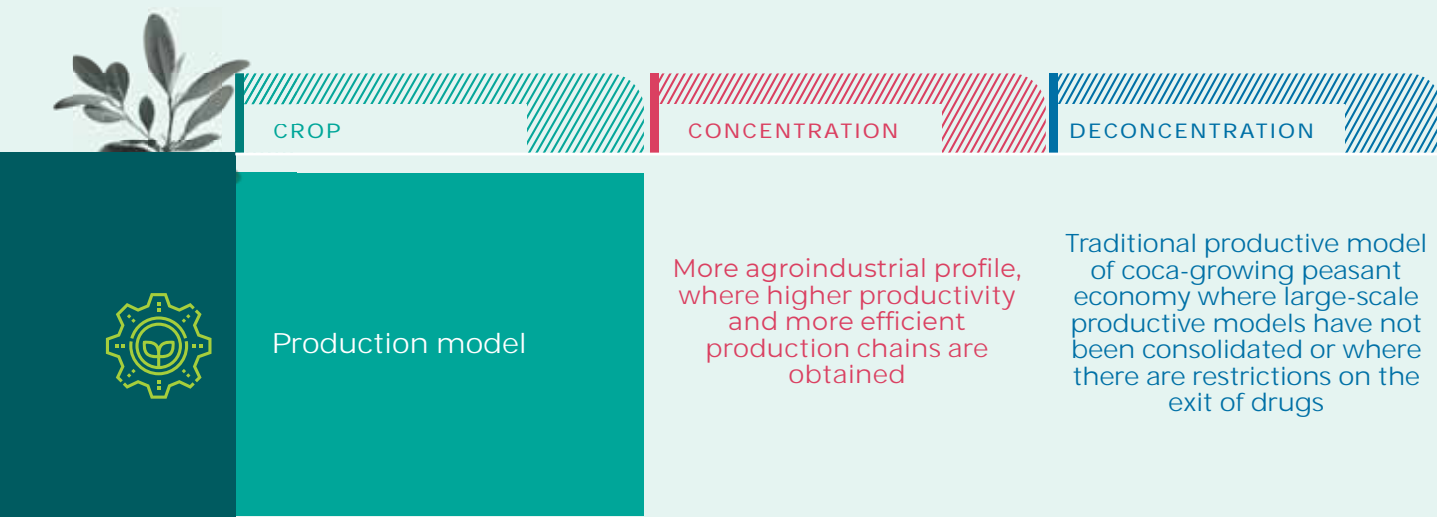 CROP
CONCENTRATION
DECONCENTRATION
Production model
More agroindustrial profile,
where higher productivity
and more efficient
production chains are
obtained
Traditional productive model
of coca-growing peasant
economy where large-scale
productive models have not
been consolidated or where
there are restrictions on the
exit of drugs